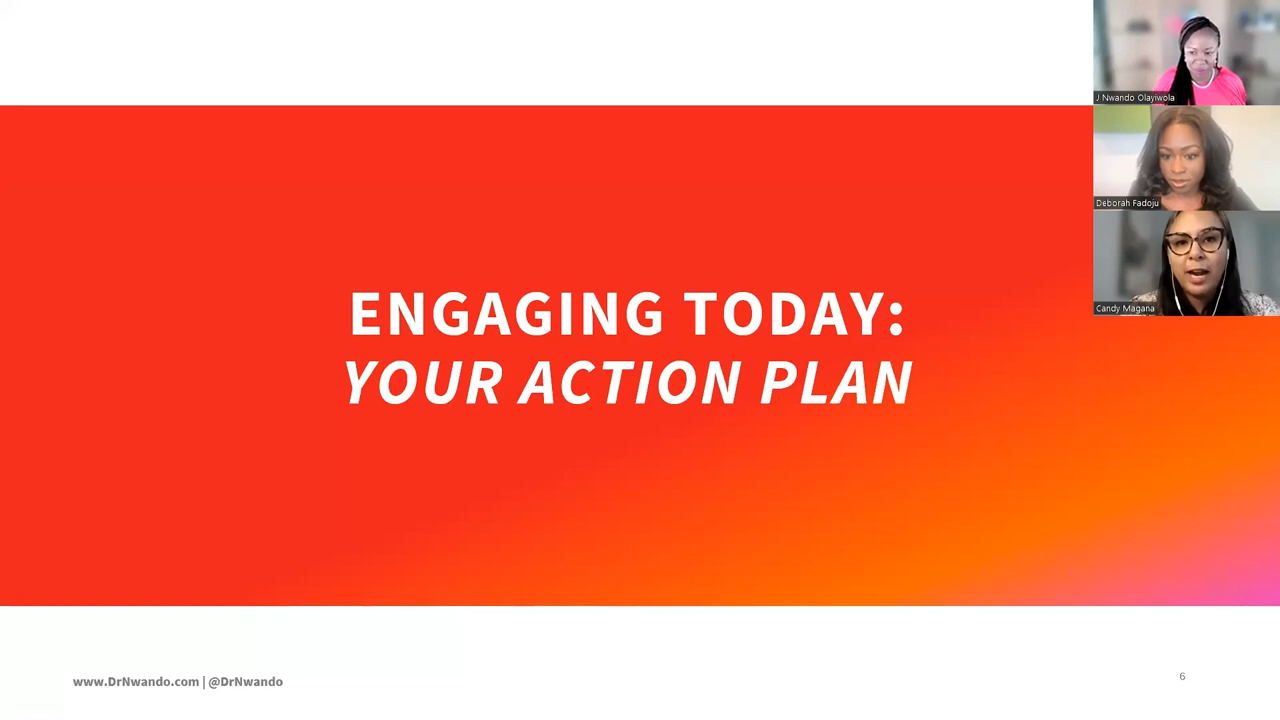 J Nwando Olayiwola
Deborah Fadoju
Candy Magana
ENGAGING TODAY:
YOUR ACTION PLAN
www.DrNwando.com | @DrNwando
6